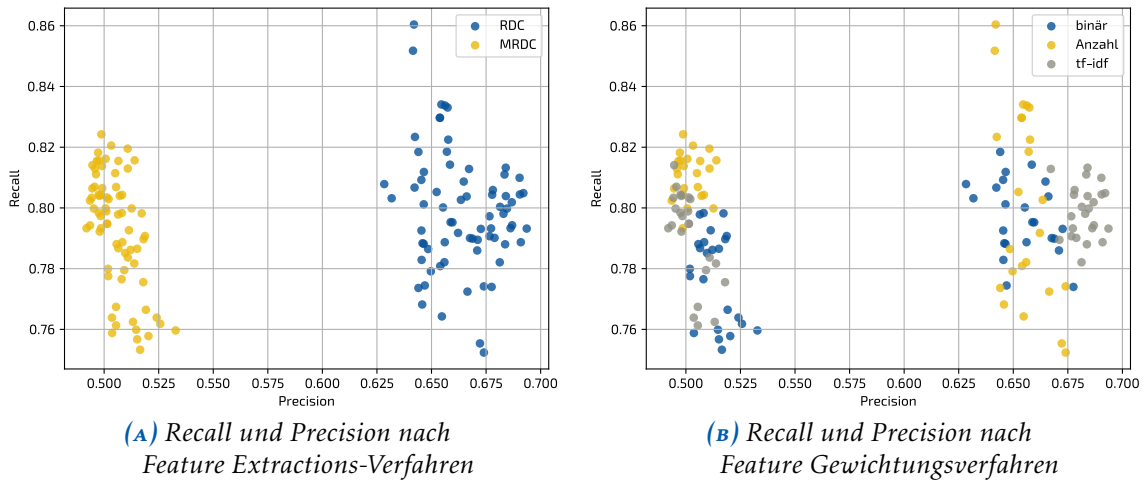 0.86
0.84
0.82
0.80
0.78
0.76
Recall
0.500 0.525 0.550 0.575 0.600 0.625 0.650 0.675 0.700
Precision
RDC
MRDC
(A) Recall und Precision nach
Feature Extractions-Verfahren
0.86
0.84
0.82
0.80
0.78
0.76
Recall
0.500 0.525 0.550 0.575 0.600 0.625 0.650 0.675 0.700
Precision
binär
Anzahl
tf-idf
(B) Recall und Precision nach
Feature Gewichtungsverfahren